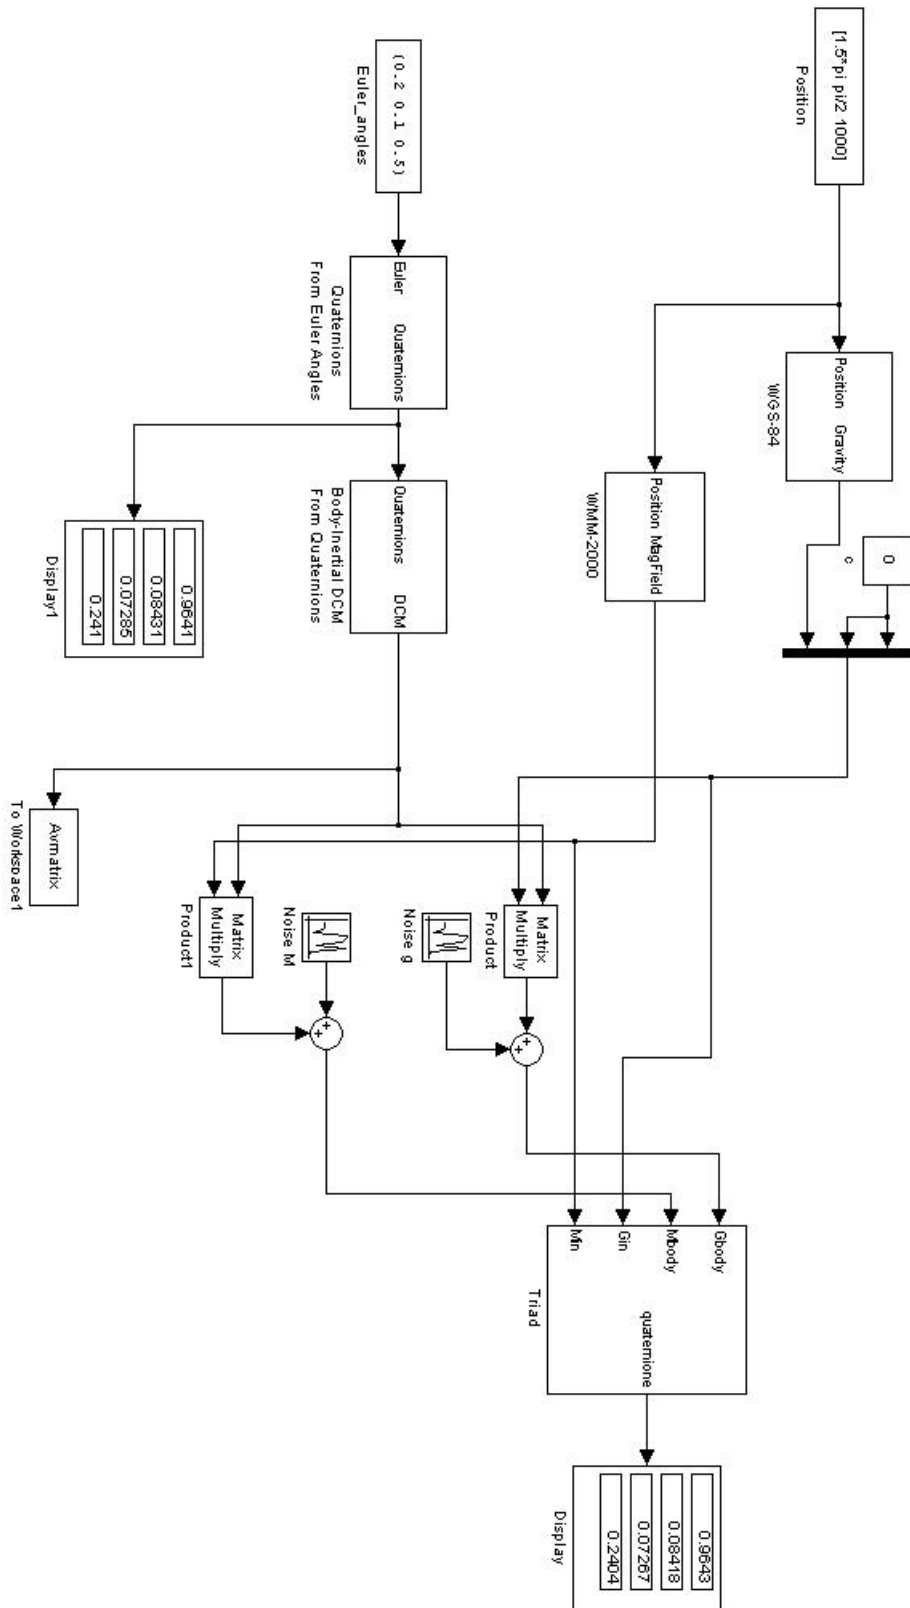 [1.5*pi pi/2 1000]
Position
Position Gravity
WGS-84
0
c
Position MagField
WMM-2000
(0.2 0.1 0.5)
Euler_angles
Euler Quaternions
Quaternions
From Euler Angles
Quaternions DCM
Body-Inertial DCM
From Quaternions
0.9641
0.08431
0.07285
0.241
Display1
Avmatrix
To Workspace1
Matrix
Multiply
Product
Noise g
Matrix
Multiply
Product1
Noise M
+
+
+
+
Gbody
Mbody
Gin
Min
quaternione
Triad
0.9643
0.08418
0.07267
0.2404
Display